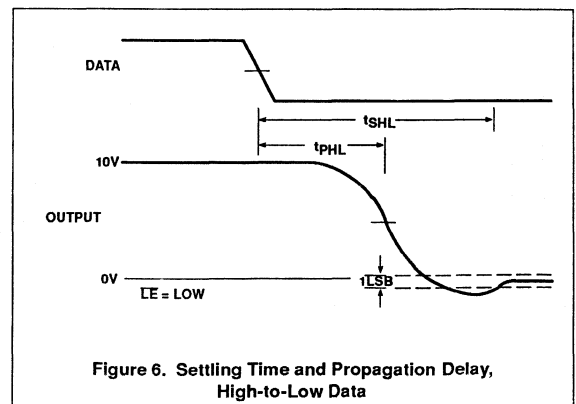 DATA
tSHL
tPHL
10V
OUTPUT
0V
1LSB
LE = LOW
Figure 6. Settling Time and Propagation Delay,
High-to-Low Data